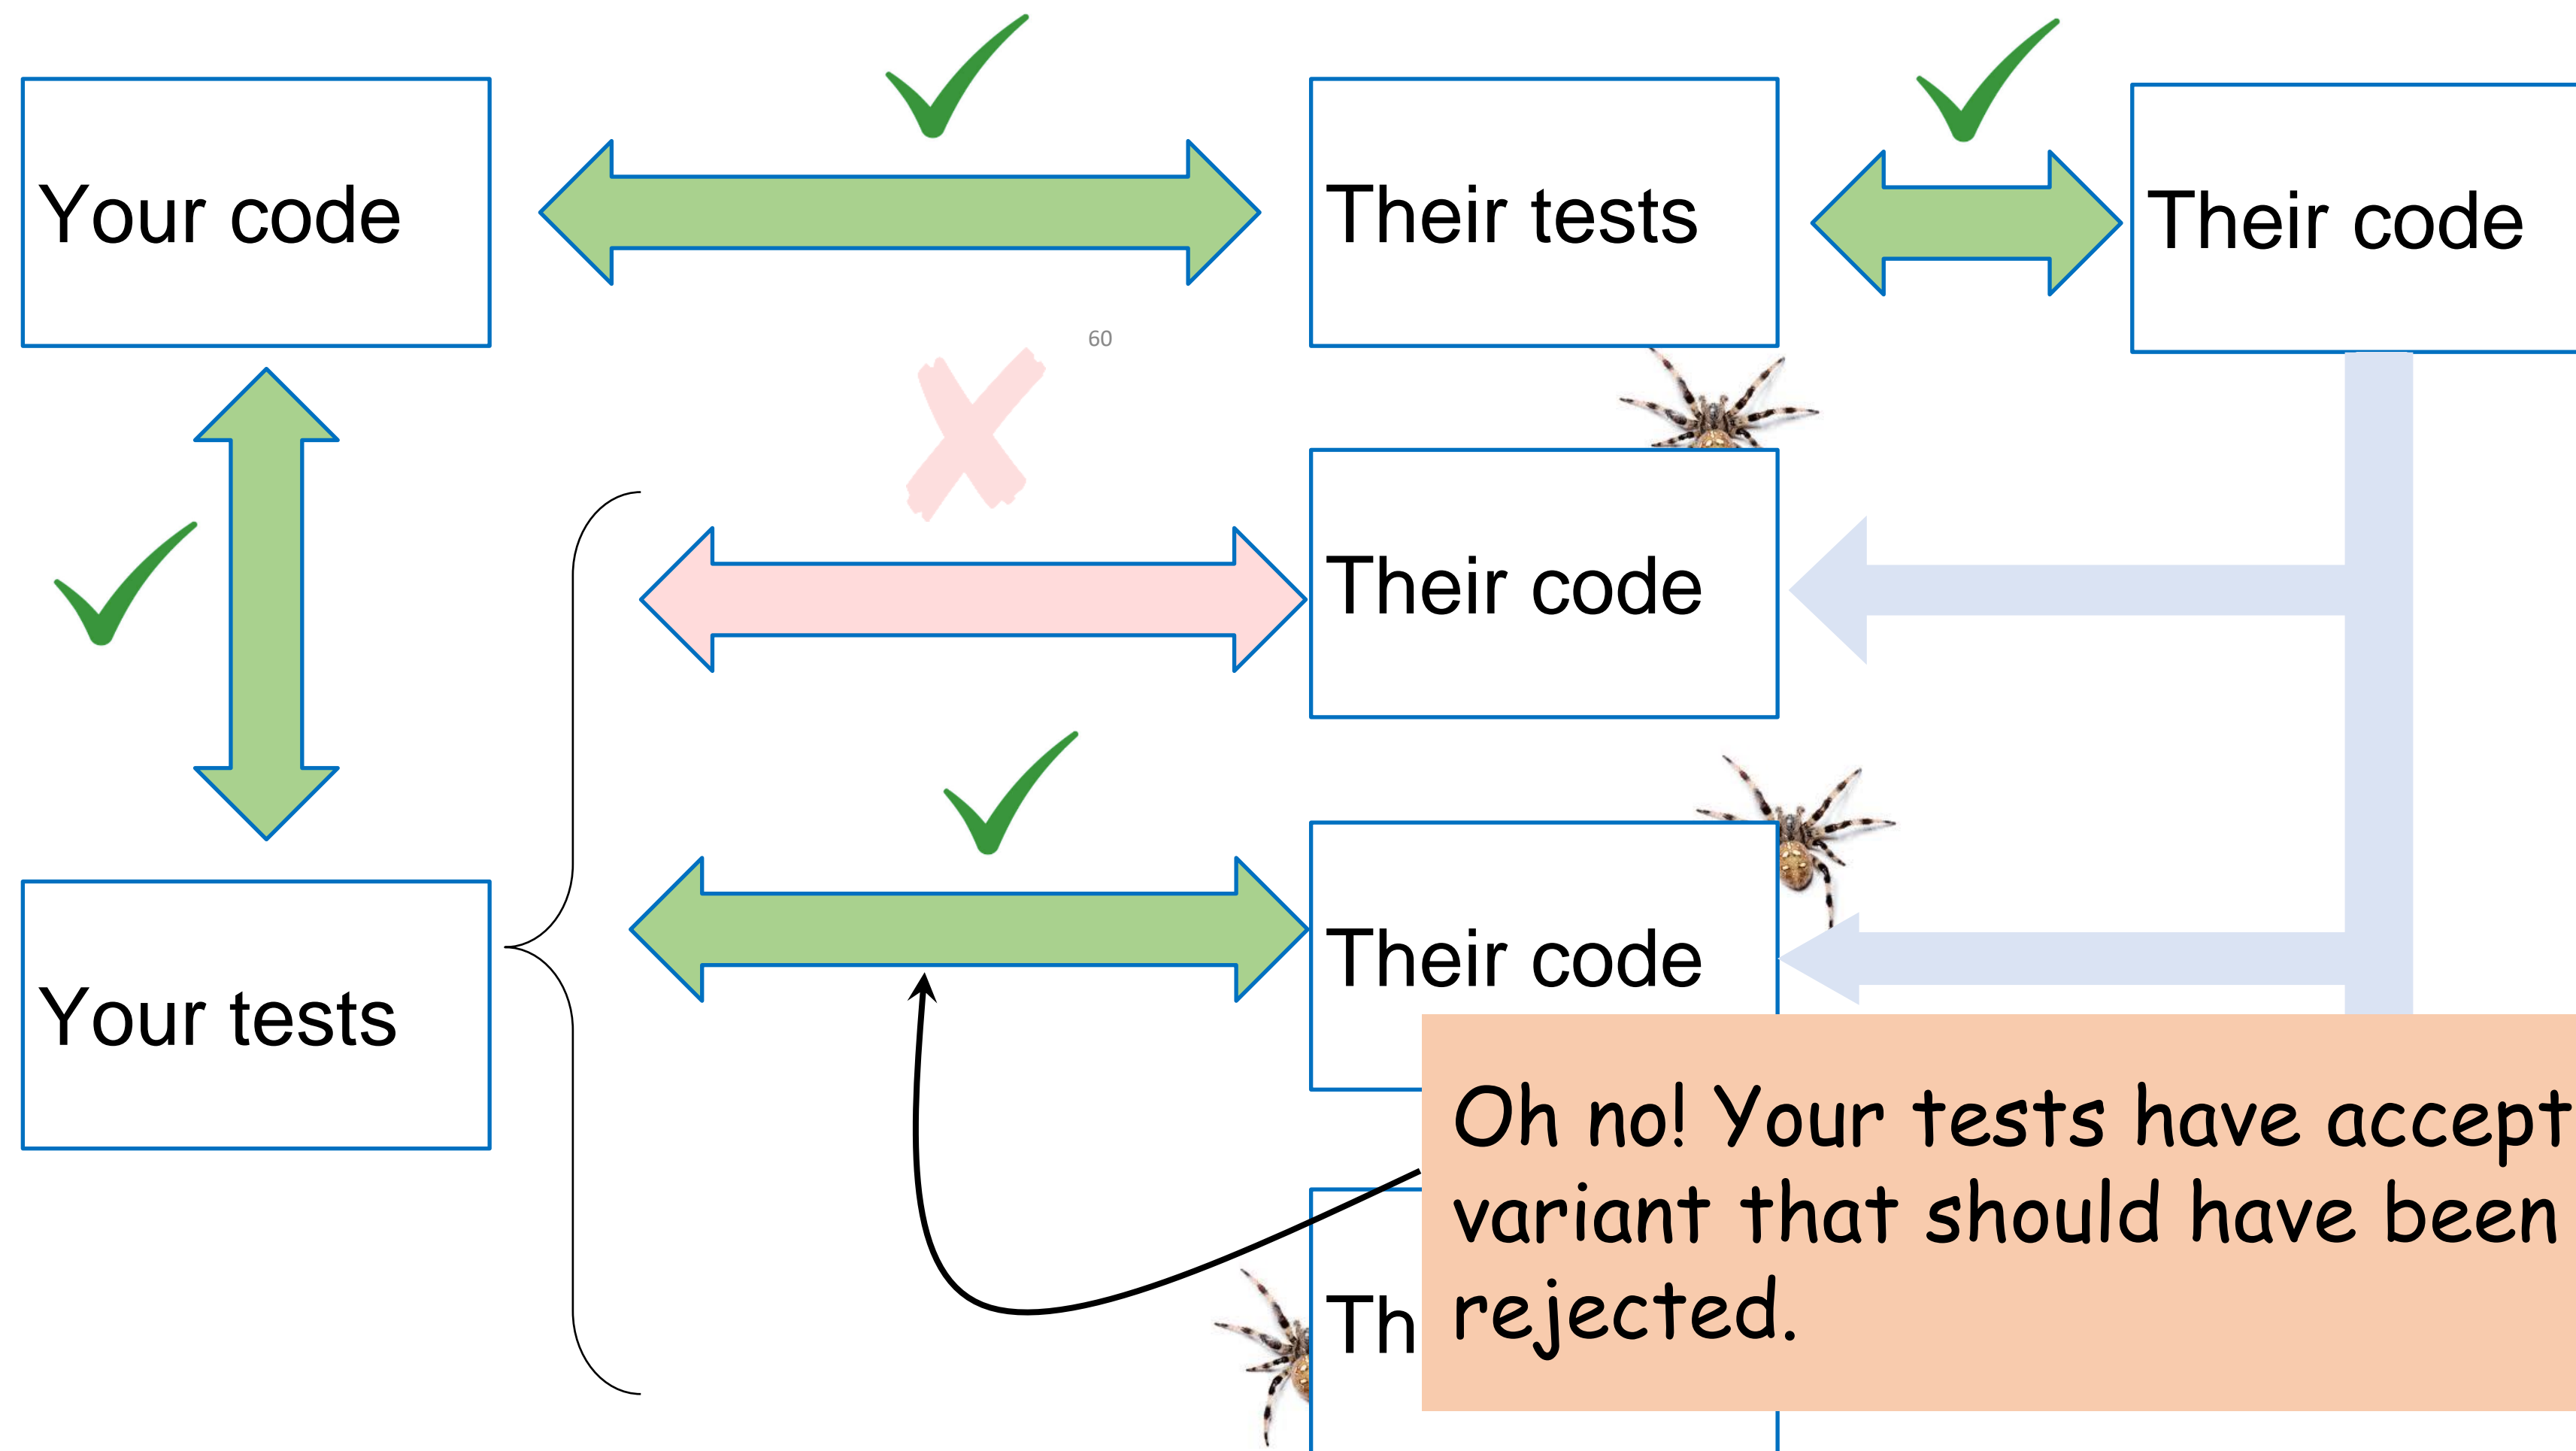 Your code
Their tests
Their code
60
Their code
Their code
Your tests
Oh no! Your tests have accept
variant that should have been
rejected.
Th